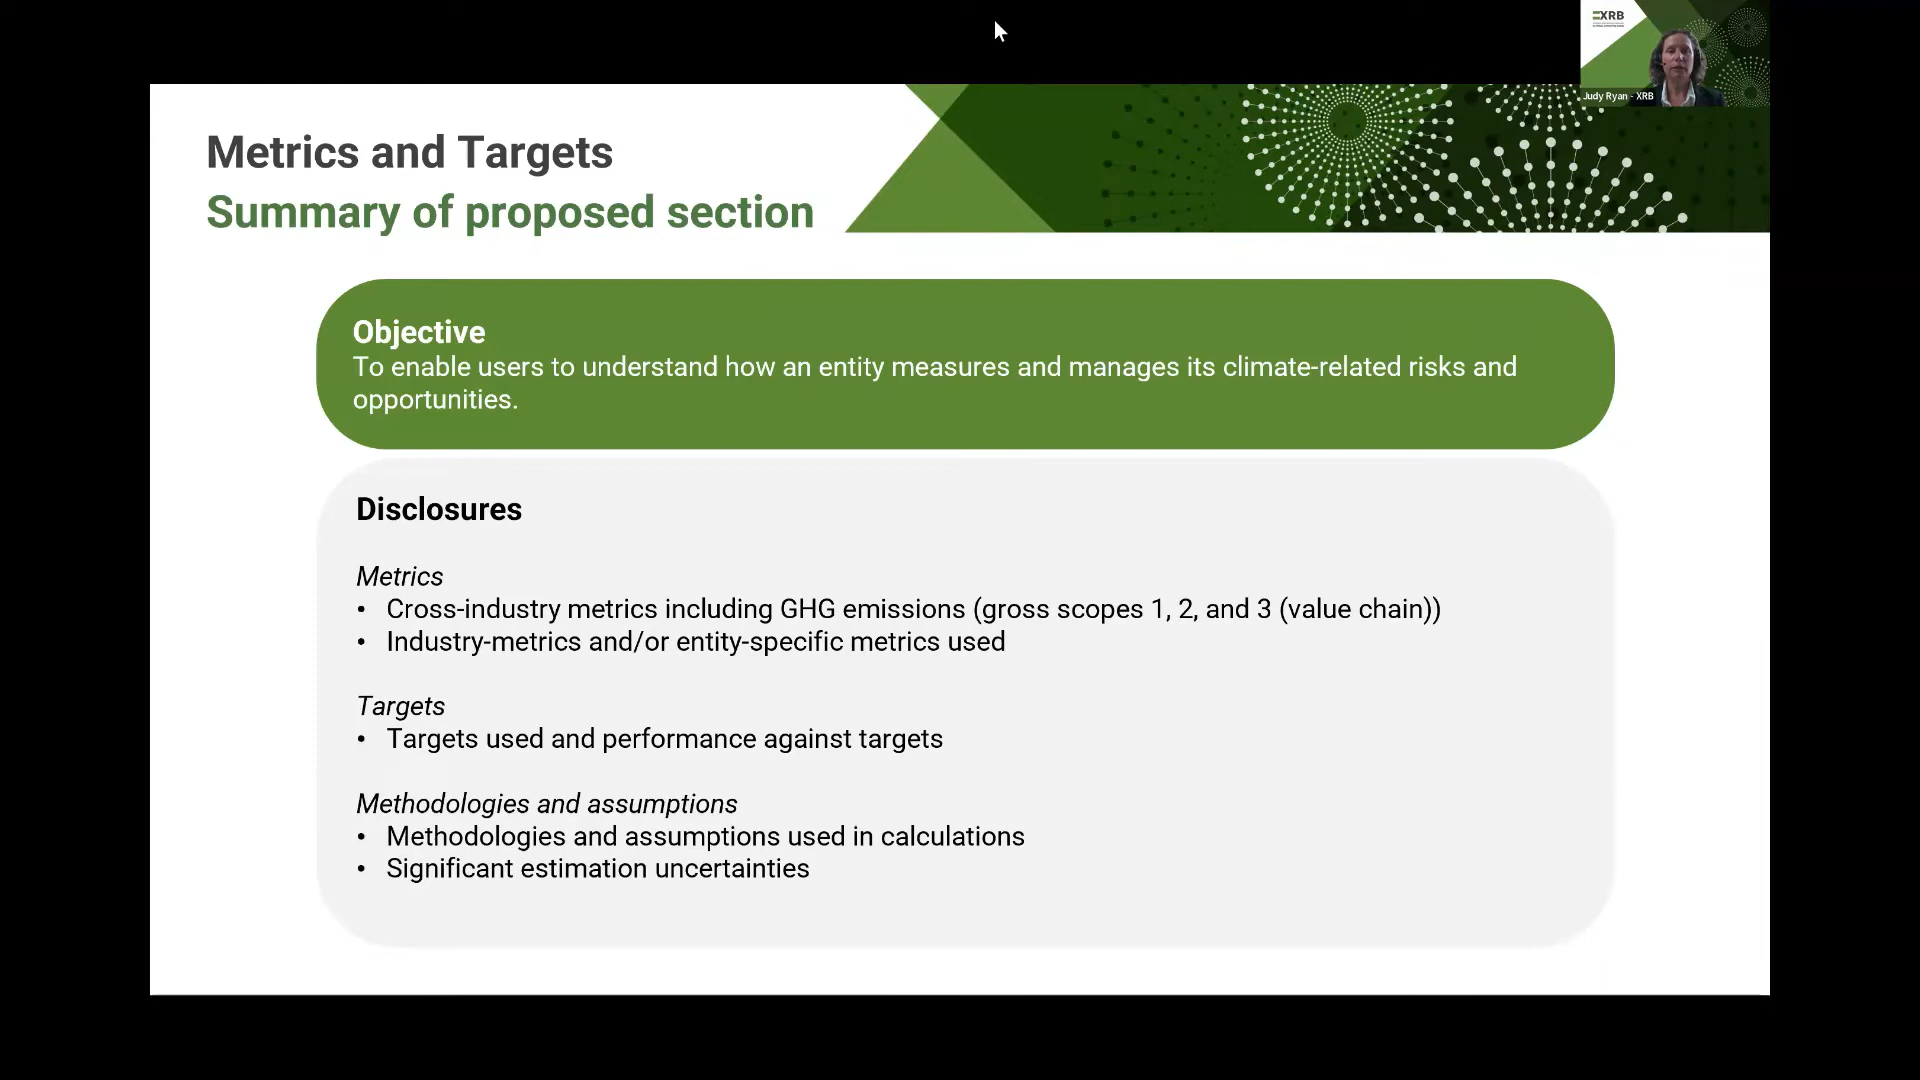 XRB
Judy Ryan - XRB
Metrics and Targets
Summary of proposed section
Objective
To enable users to understand how an entity measures and manages its climate-related risks and
opportunities.
Disclosures
Metrics
• Cross-industry metrics including GHG emissions (gross scopes 1, 2, and 3 (value chain))
• Industry-metrics and/or entity-specific metrics used
Targets
• Targets used and performance against targets
Methodologies and assumptions
• Methodologies and assumptions used in calculations
• Significant estimation uncertainties